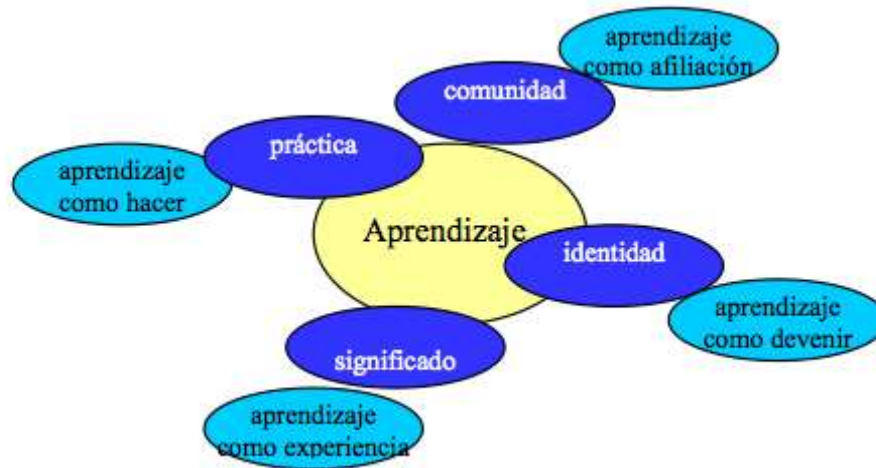 aprendizaje
como afiliación
comunidad
práctica
aprendizaje
como hacer
Aprendizaje
identidad
aprendizaje
como devenir
significado
aprendizaje
como experiencia